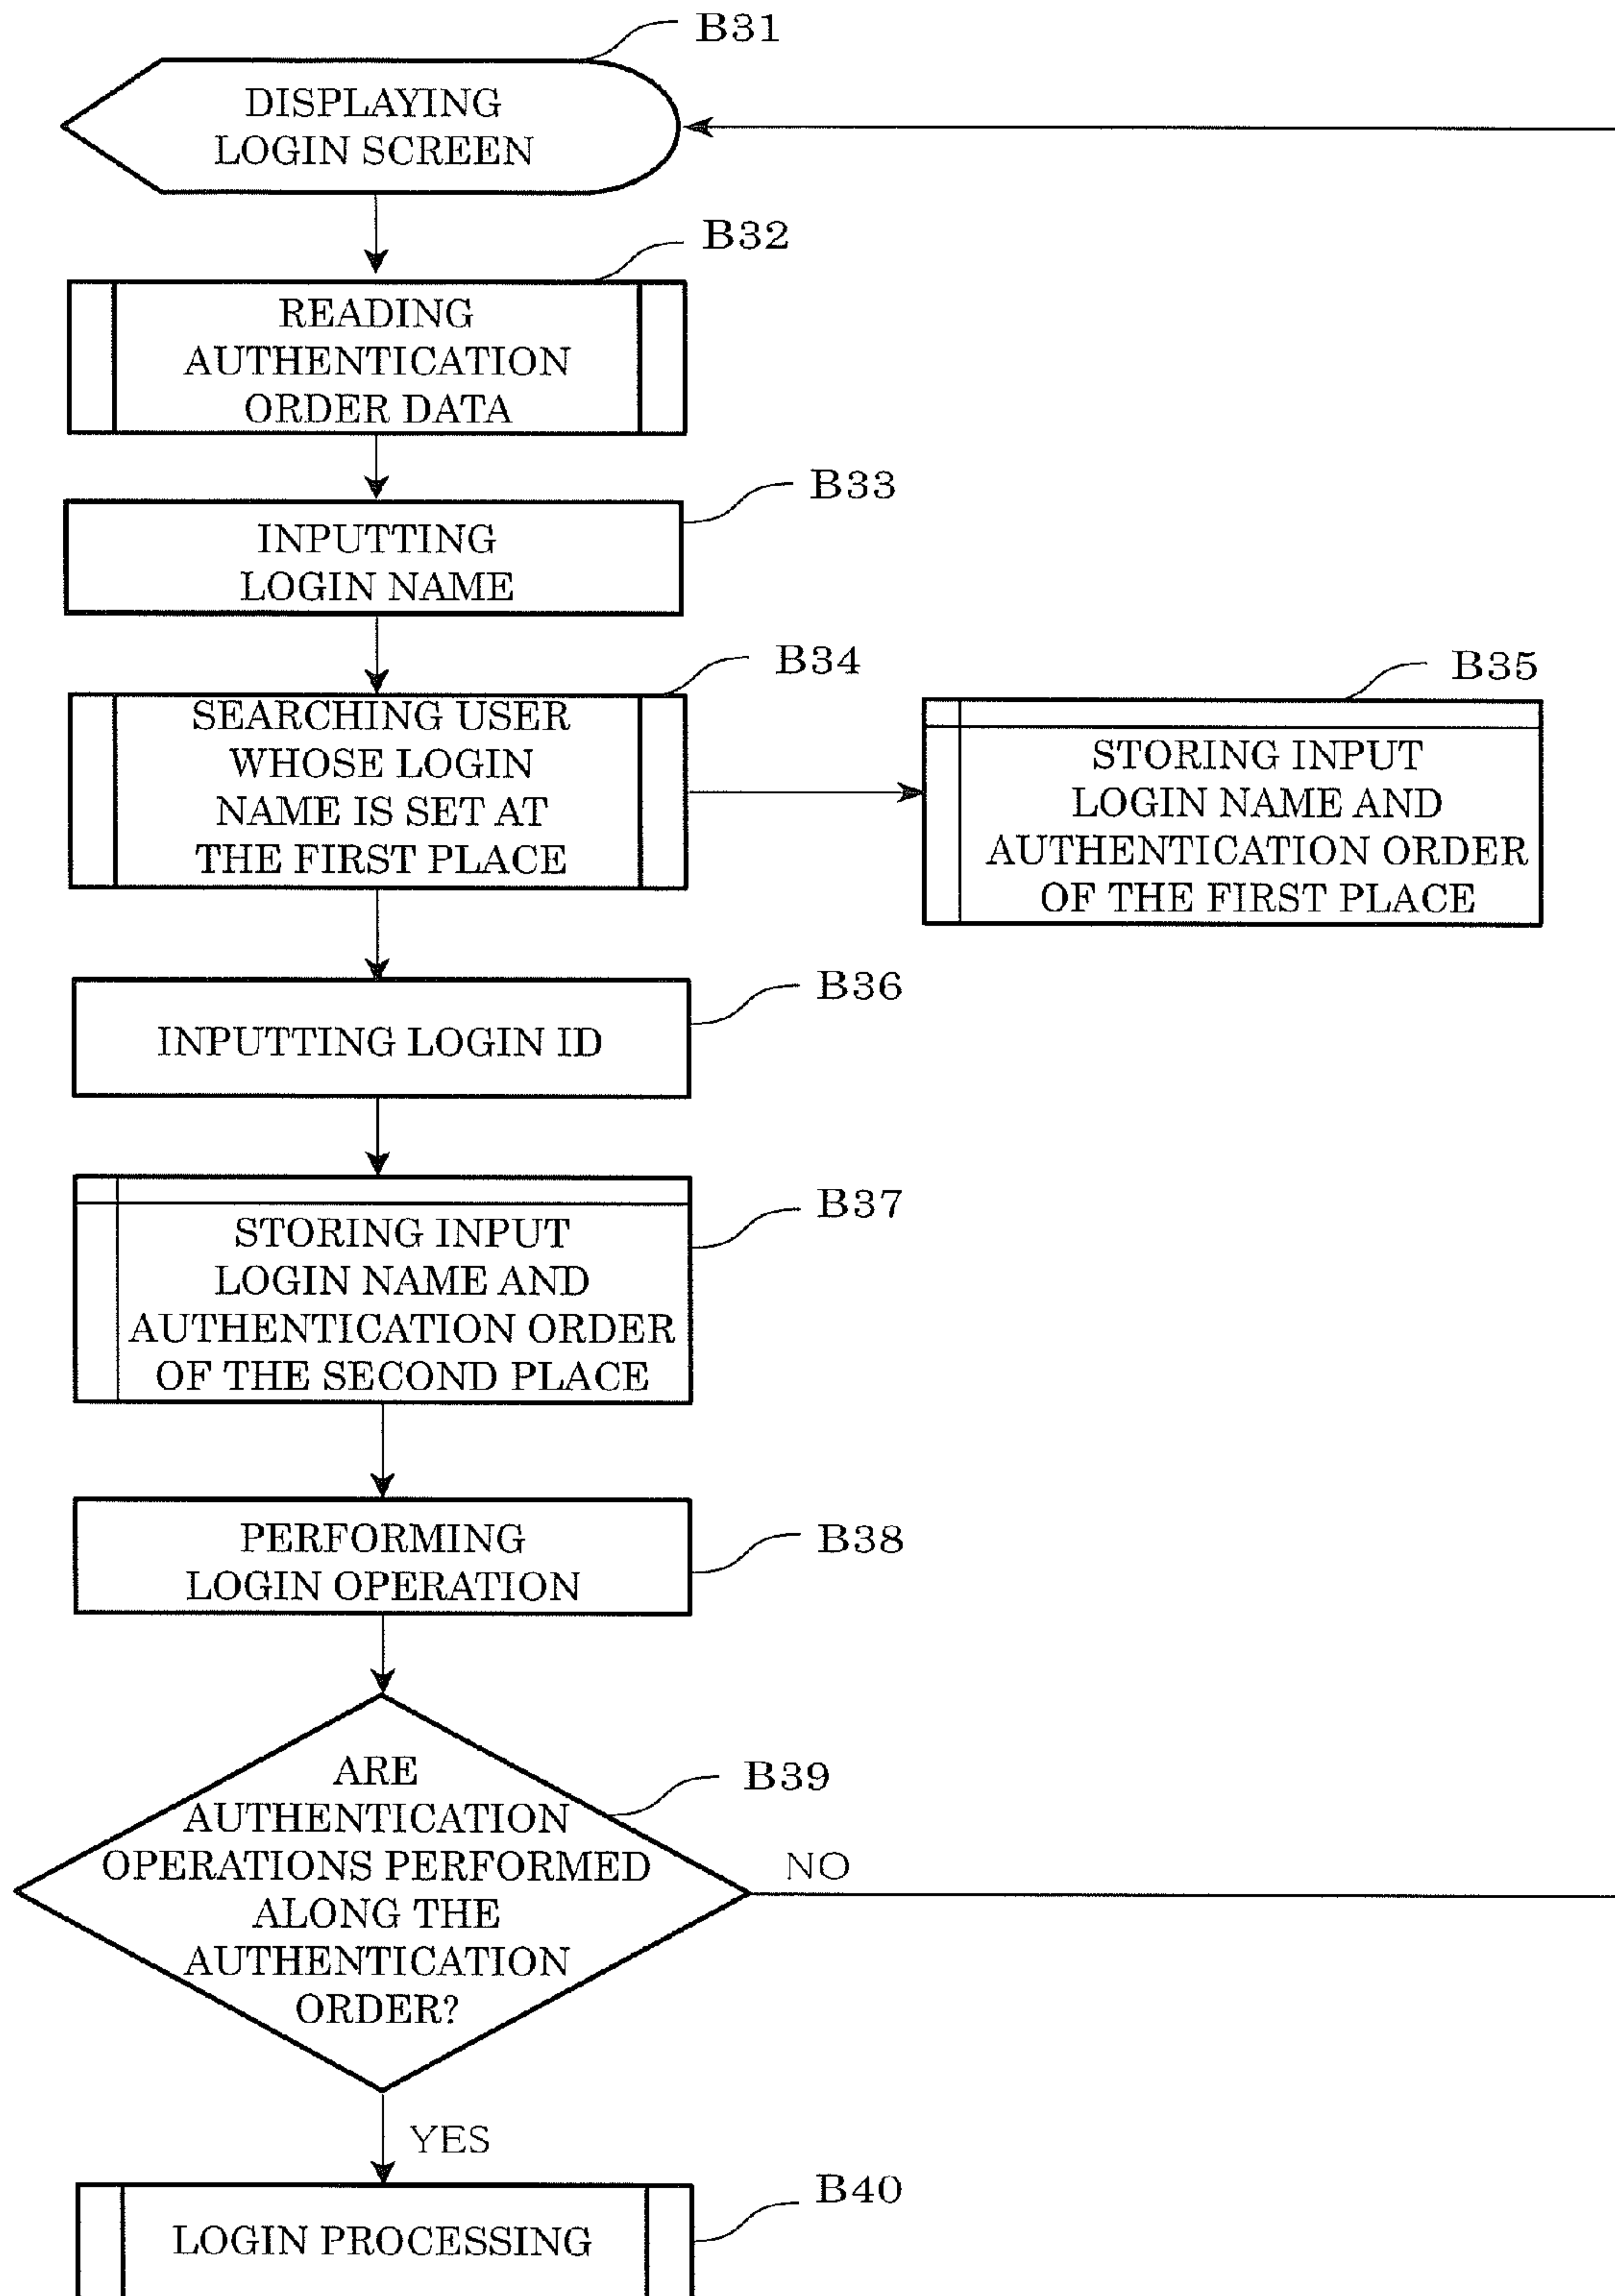 B31
DISPLAYING
LOGIN SCREEN
B32
READING
AUTHENTICATION
ORDER DATA
B33
INPUTTING
LOGIN NAME
B34
SEARCHING USER
WHOSE LOGIN
NAME IS SET AT
THE FIRST PLACE
B35
STORING INPUT
LOGIN NAME AND
AUTHENTICATION ORDER
OF THE FIRST PLACE
B36
INPUTTING LOGIN ID
B37
STORING INPUT
LOGIN NAME AND
AUTHENTICATION ORDER
OF THE SECOND PLACE
B38
PERFORMING
LOGIN OPERATION
B39
ARE
AUTHENTICATION
OPERATIONS PERFORMED
ALONG THE
AUTHENTICATION
ORDER?
NO
YES
B40
LOGIN PROCESSING